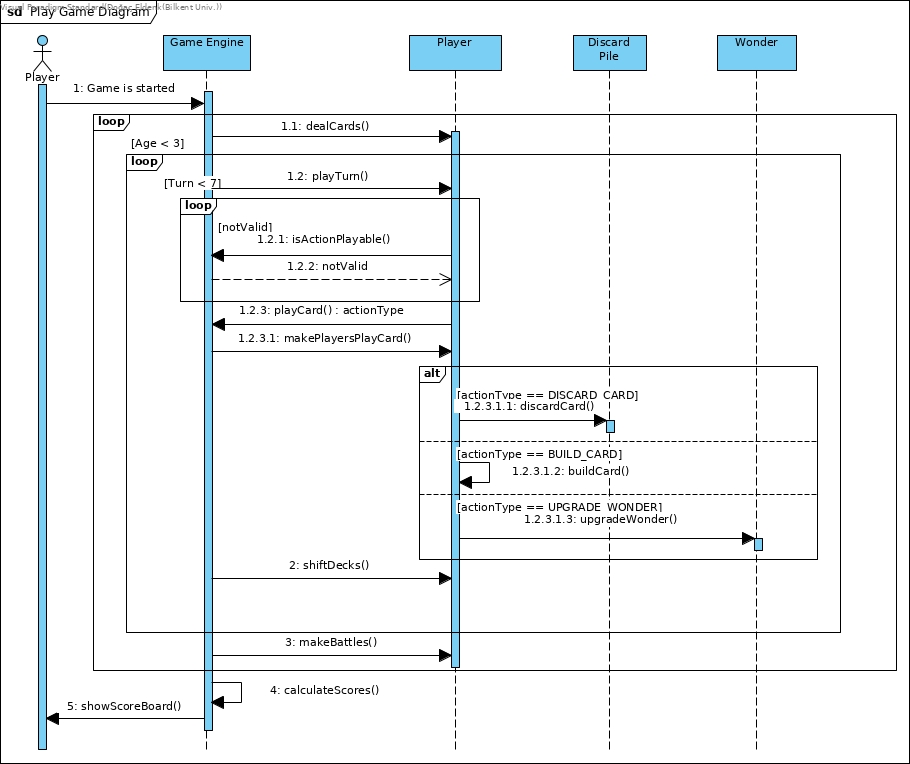 Visual Paradigm Standard(Doğaç Eldenk(Bilkent Univ.))
sd Play Game Diagram
Game Engine
Player
Discard
Pile
Wonder
Player
1: Game is started
loop
1.1: dealCards()
[Age < 3]
loop
1.2: playTurn()
[Turn < 7]
loop
[notValid]
1.2.1: isActionPlayable()
1.2.2: notValid
1.2.3: playCard() : actionType
1.2.3.1: makePlayersPlayCard()
alt
[actionType == DISCARD_CARD]
1.2.3.1.1: discardCard()
[actionType == BUILD_CARD]
1.2.3.1.2: buildCard()
[actionType == UPGRADE_WONDER]
1.2.3.1.3: upgradeWonder()
2: shiftDecks()
3: makeBattles()
4: calculateScores()
5: showScoreBoard()